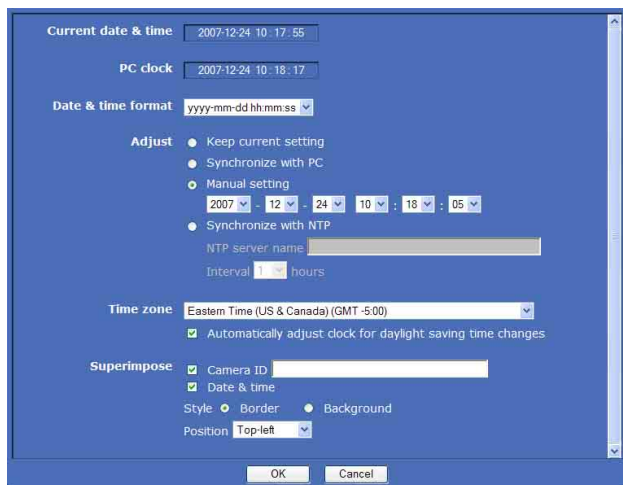 Current date & time 2007-12-24 10:17:55
PC clock 2007-12-24 10:18:17
Date & time format yyyy-mm-dd hh:mm:ss
Adjust Keep current setting
Synchronize with PC
Manual setting
2007 - 12 - 24 10 : 18 : 05
Synchronize with NTP
NTP server name
Interval 1 hours
Time zone Eastern Time (US & Canada) (GMT -5:00)
Automatically adjust clock for daylight saving time changes
Superimpose Camera ID
Date & time
Style Border Background
Position Top-left
OK Cancel